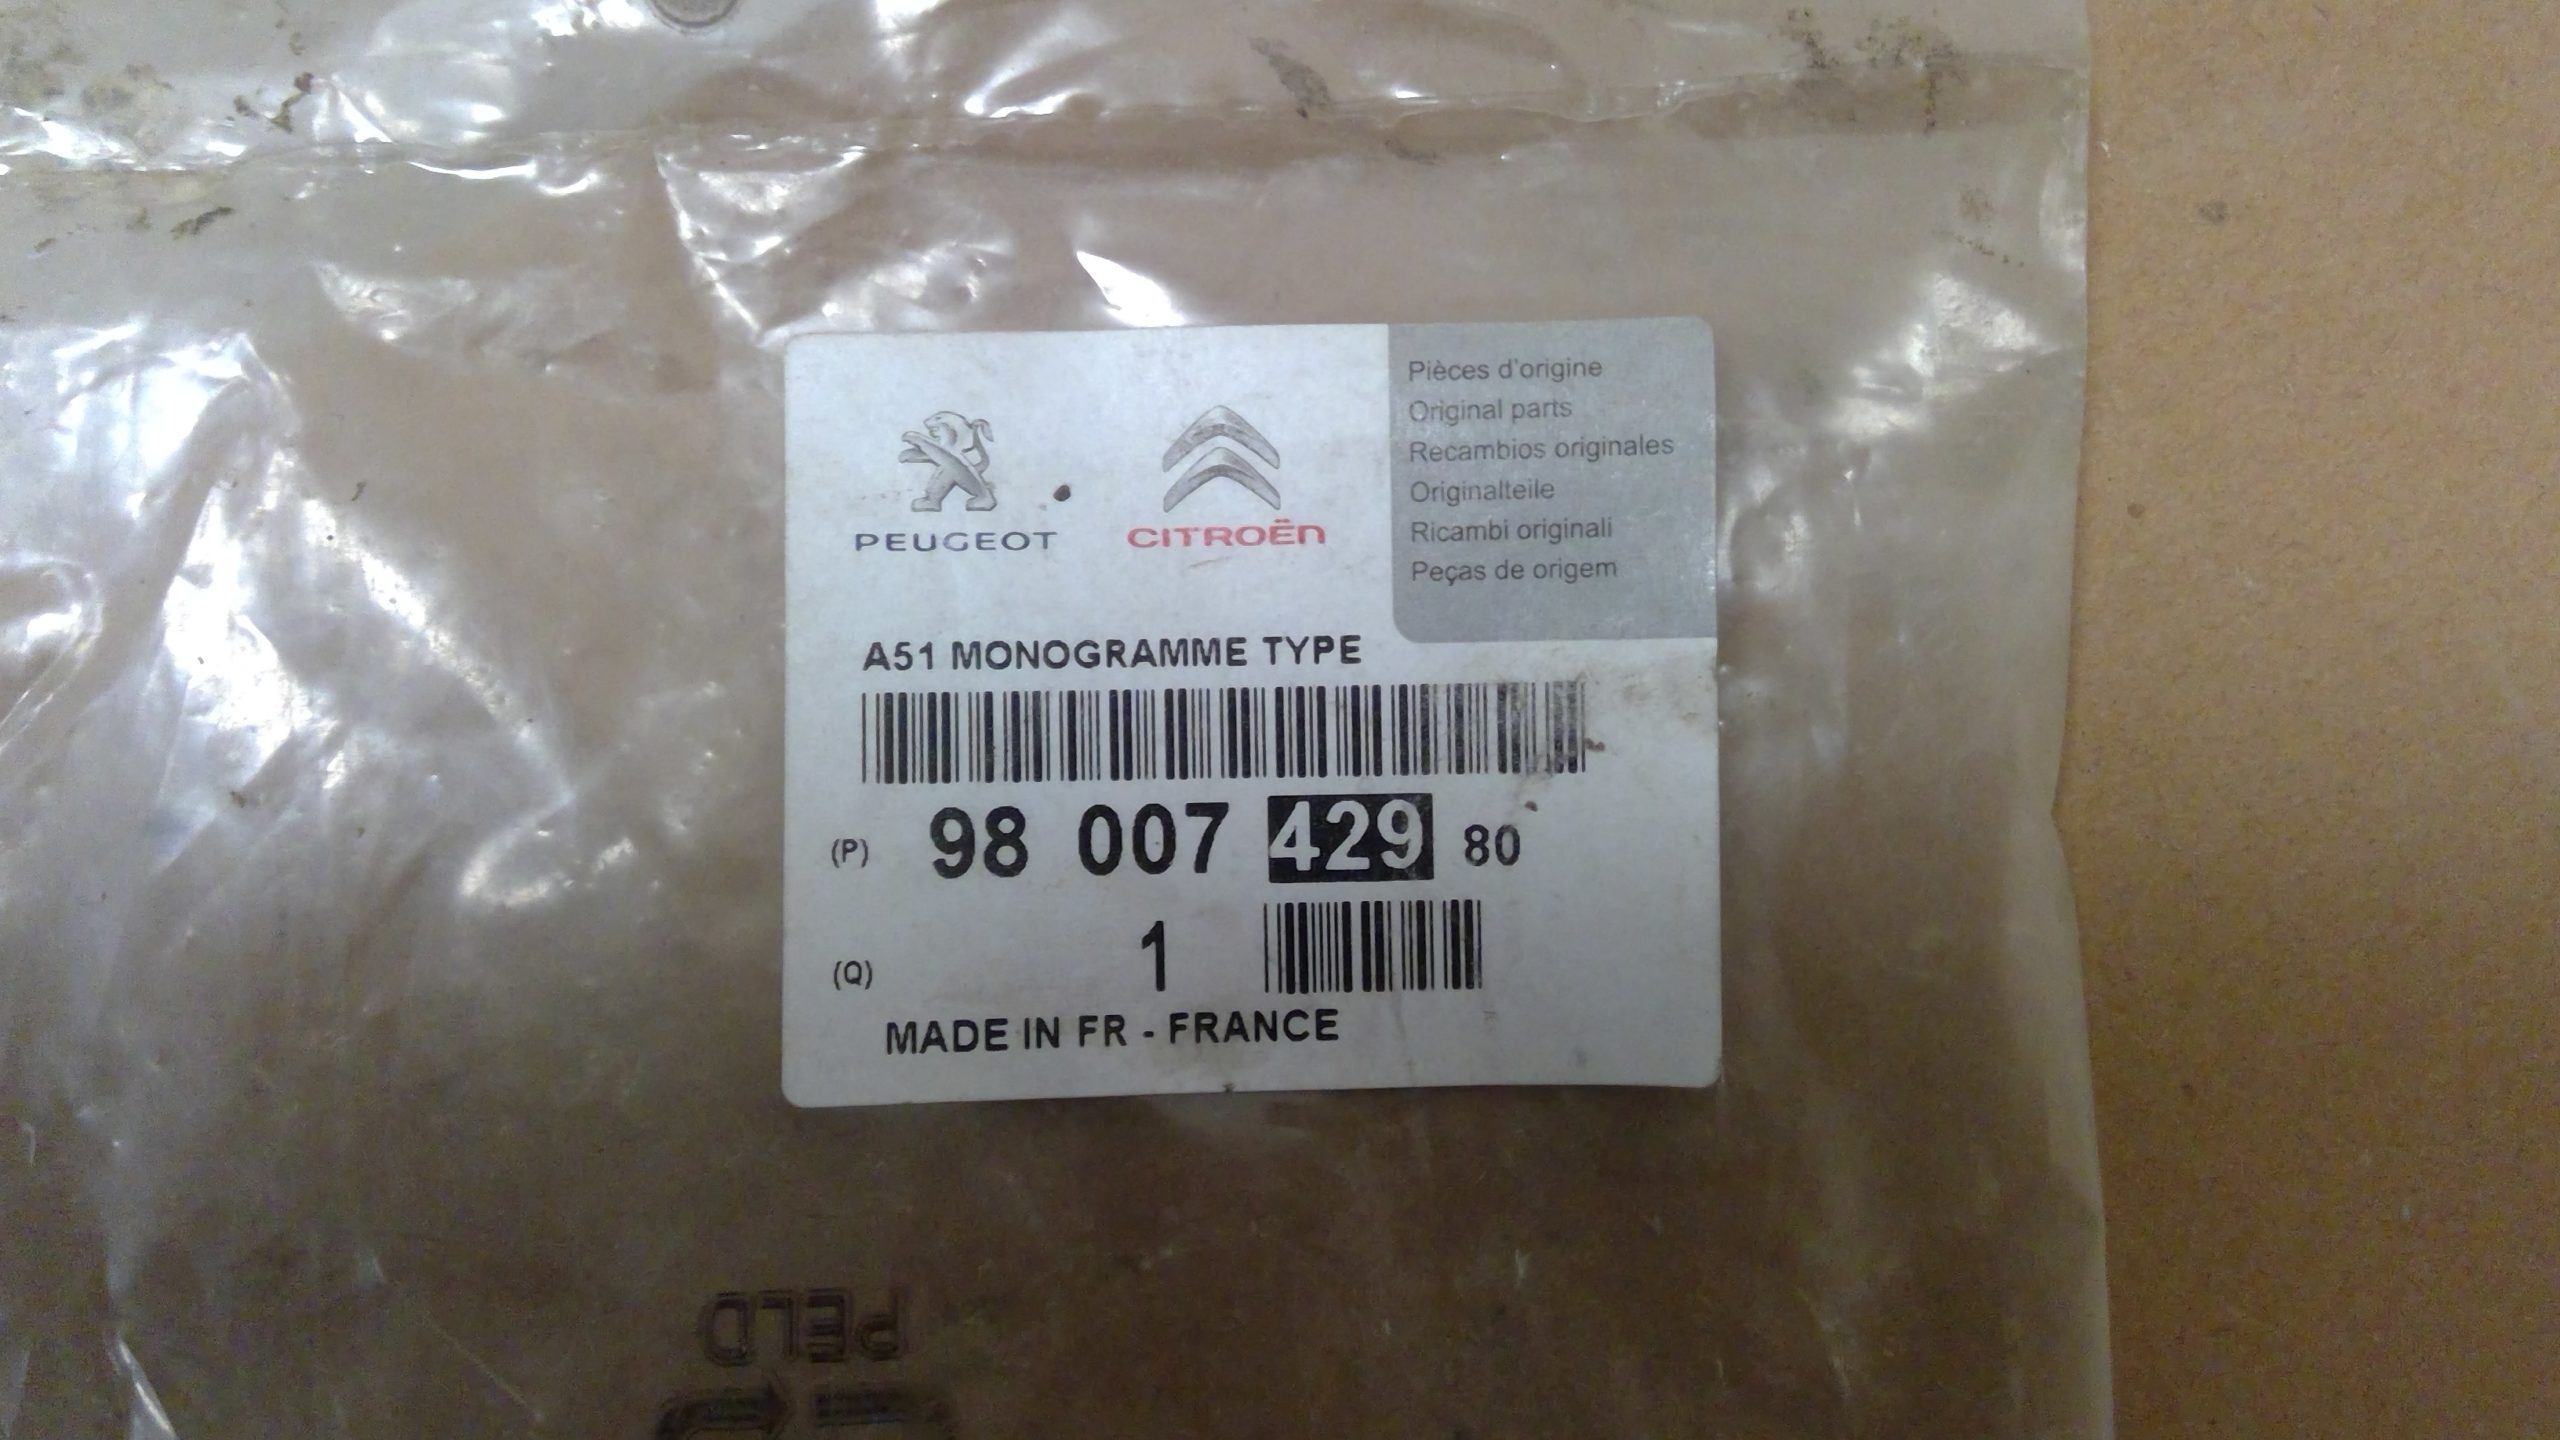 PEUGEOT
CITROËN
Pièces d'origine
Original parts
Recambios originales
Originalteile
Ricambi originali
Peças de origem
A51 MONOGRAMME TYPE
(P) 98 007 429 80
(Q) 1
MADE IN FR - FRANCE
PELD